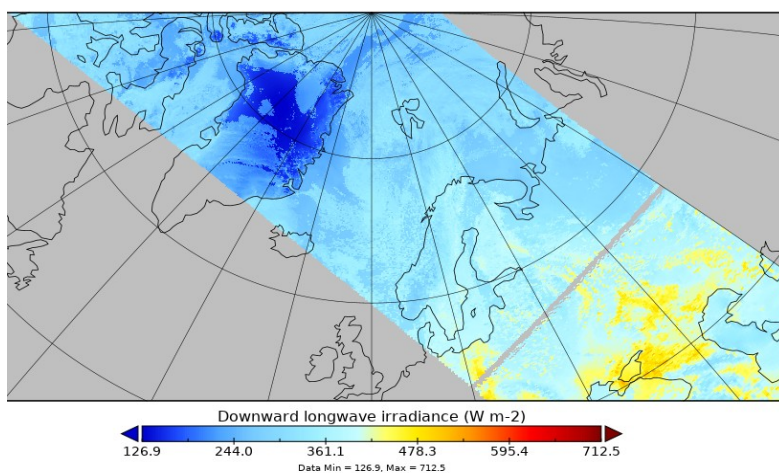 Downward longwave irradiance (W m-2)
126.9 244.0 361.1 478.3 595.4 712.5
Data Min = 126.9, Max = 712.5